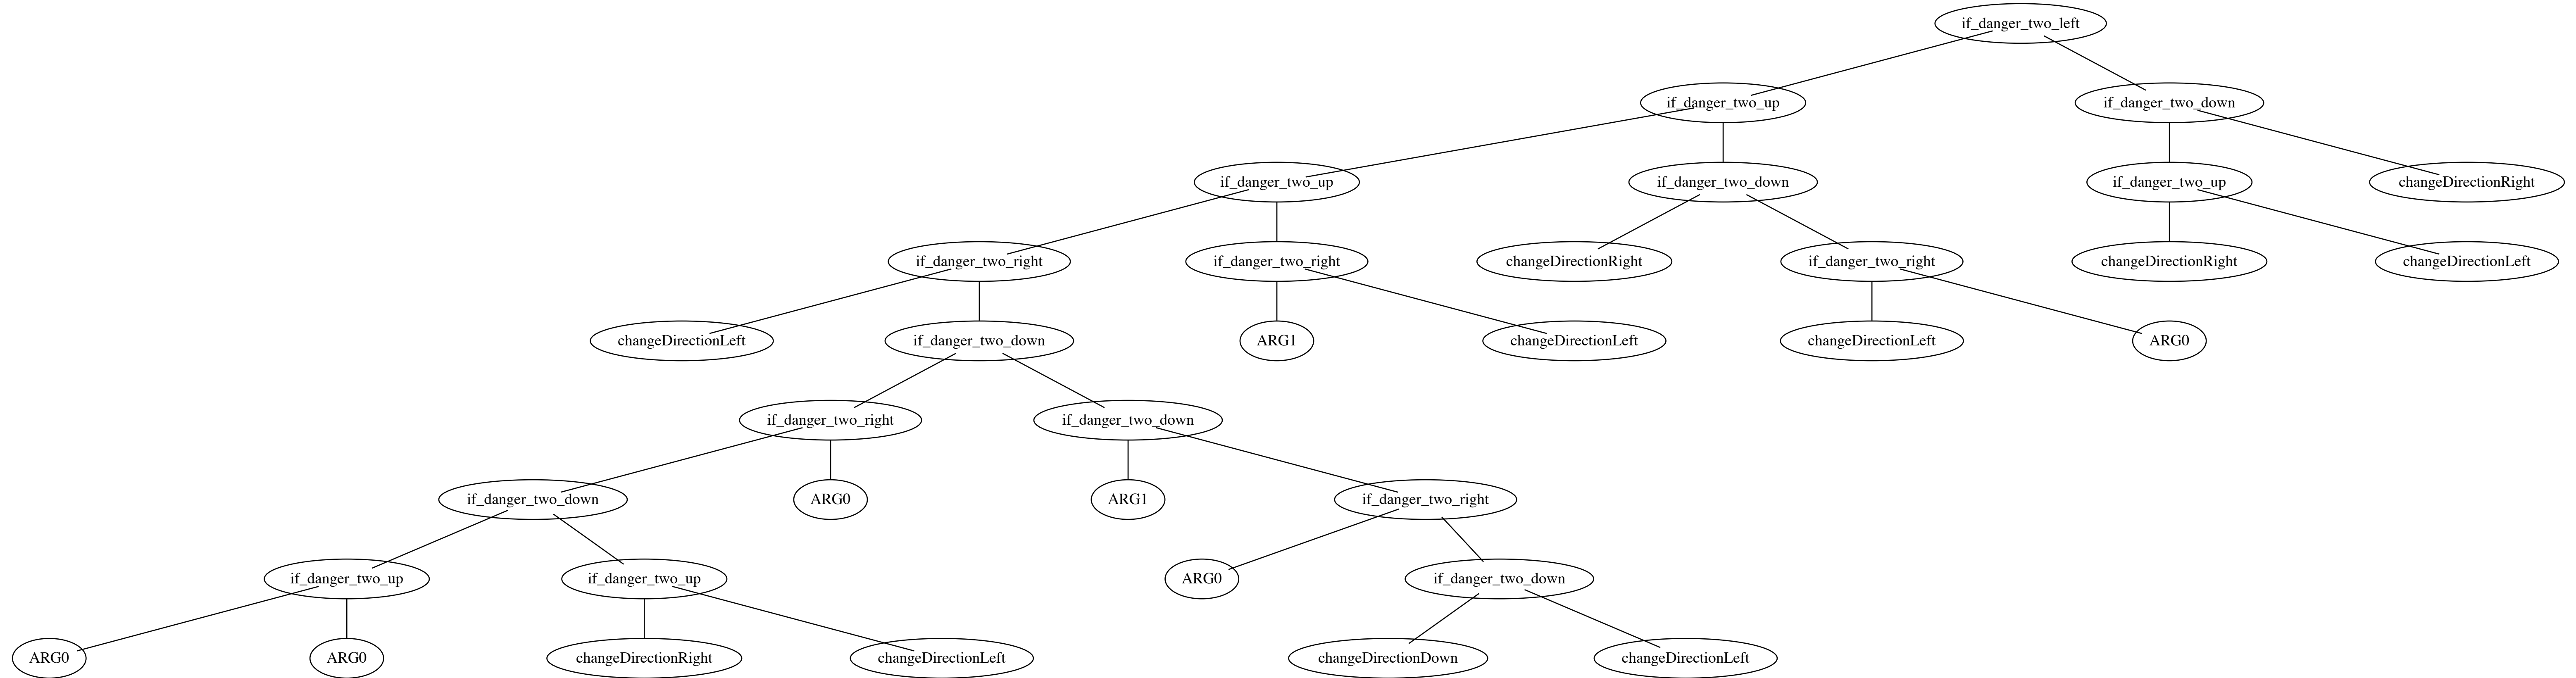 if_danger_two_left
if_danger_two_up
if_danger_two_down
if_danger_two_up
if_danger_two_down
if_danger_two_up
changeDirectionRight
if_danger_two_right
if_danger_two_right
changeDirectionRight
if_danger_two_right
changeDirectionRight
changeDirectionLeft
changeDirectionLeft
if_danger_two_down
ARG1
changeDirectionLeft
changeDirectionLeft
ARG0
if_danger_two_right
if_danger_two_down
if_danger_two_down
ARG0
ARG1
if_danger_two_right
if_danger_two_up
if_danger_two_up
ARG0
if_danger_two_down
ARG0
ARG0
changeDirectionRight
changeDirectionLeft
changeDirectionDown
changeDirectionLeft